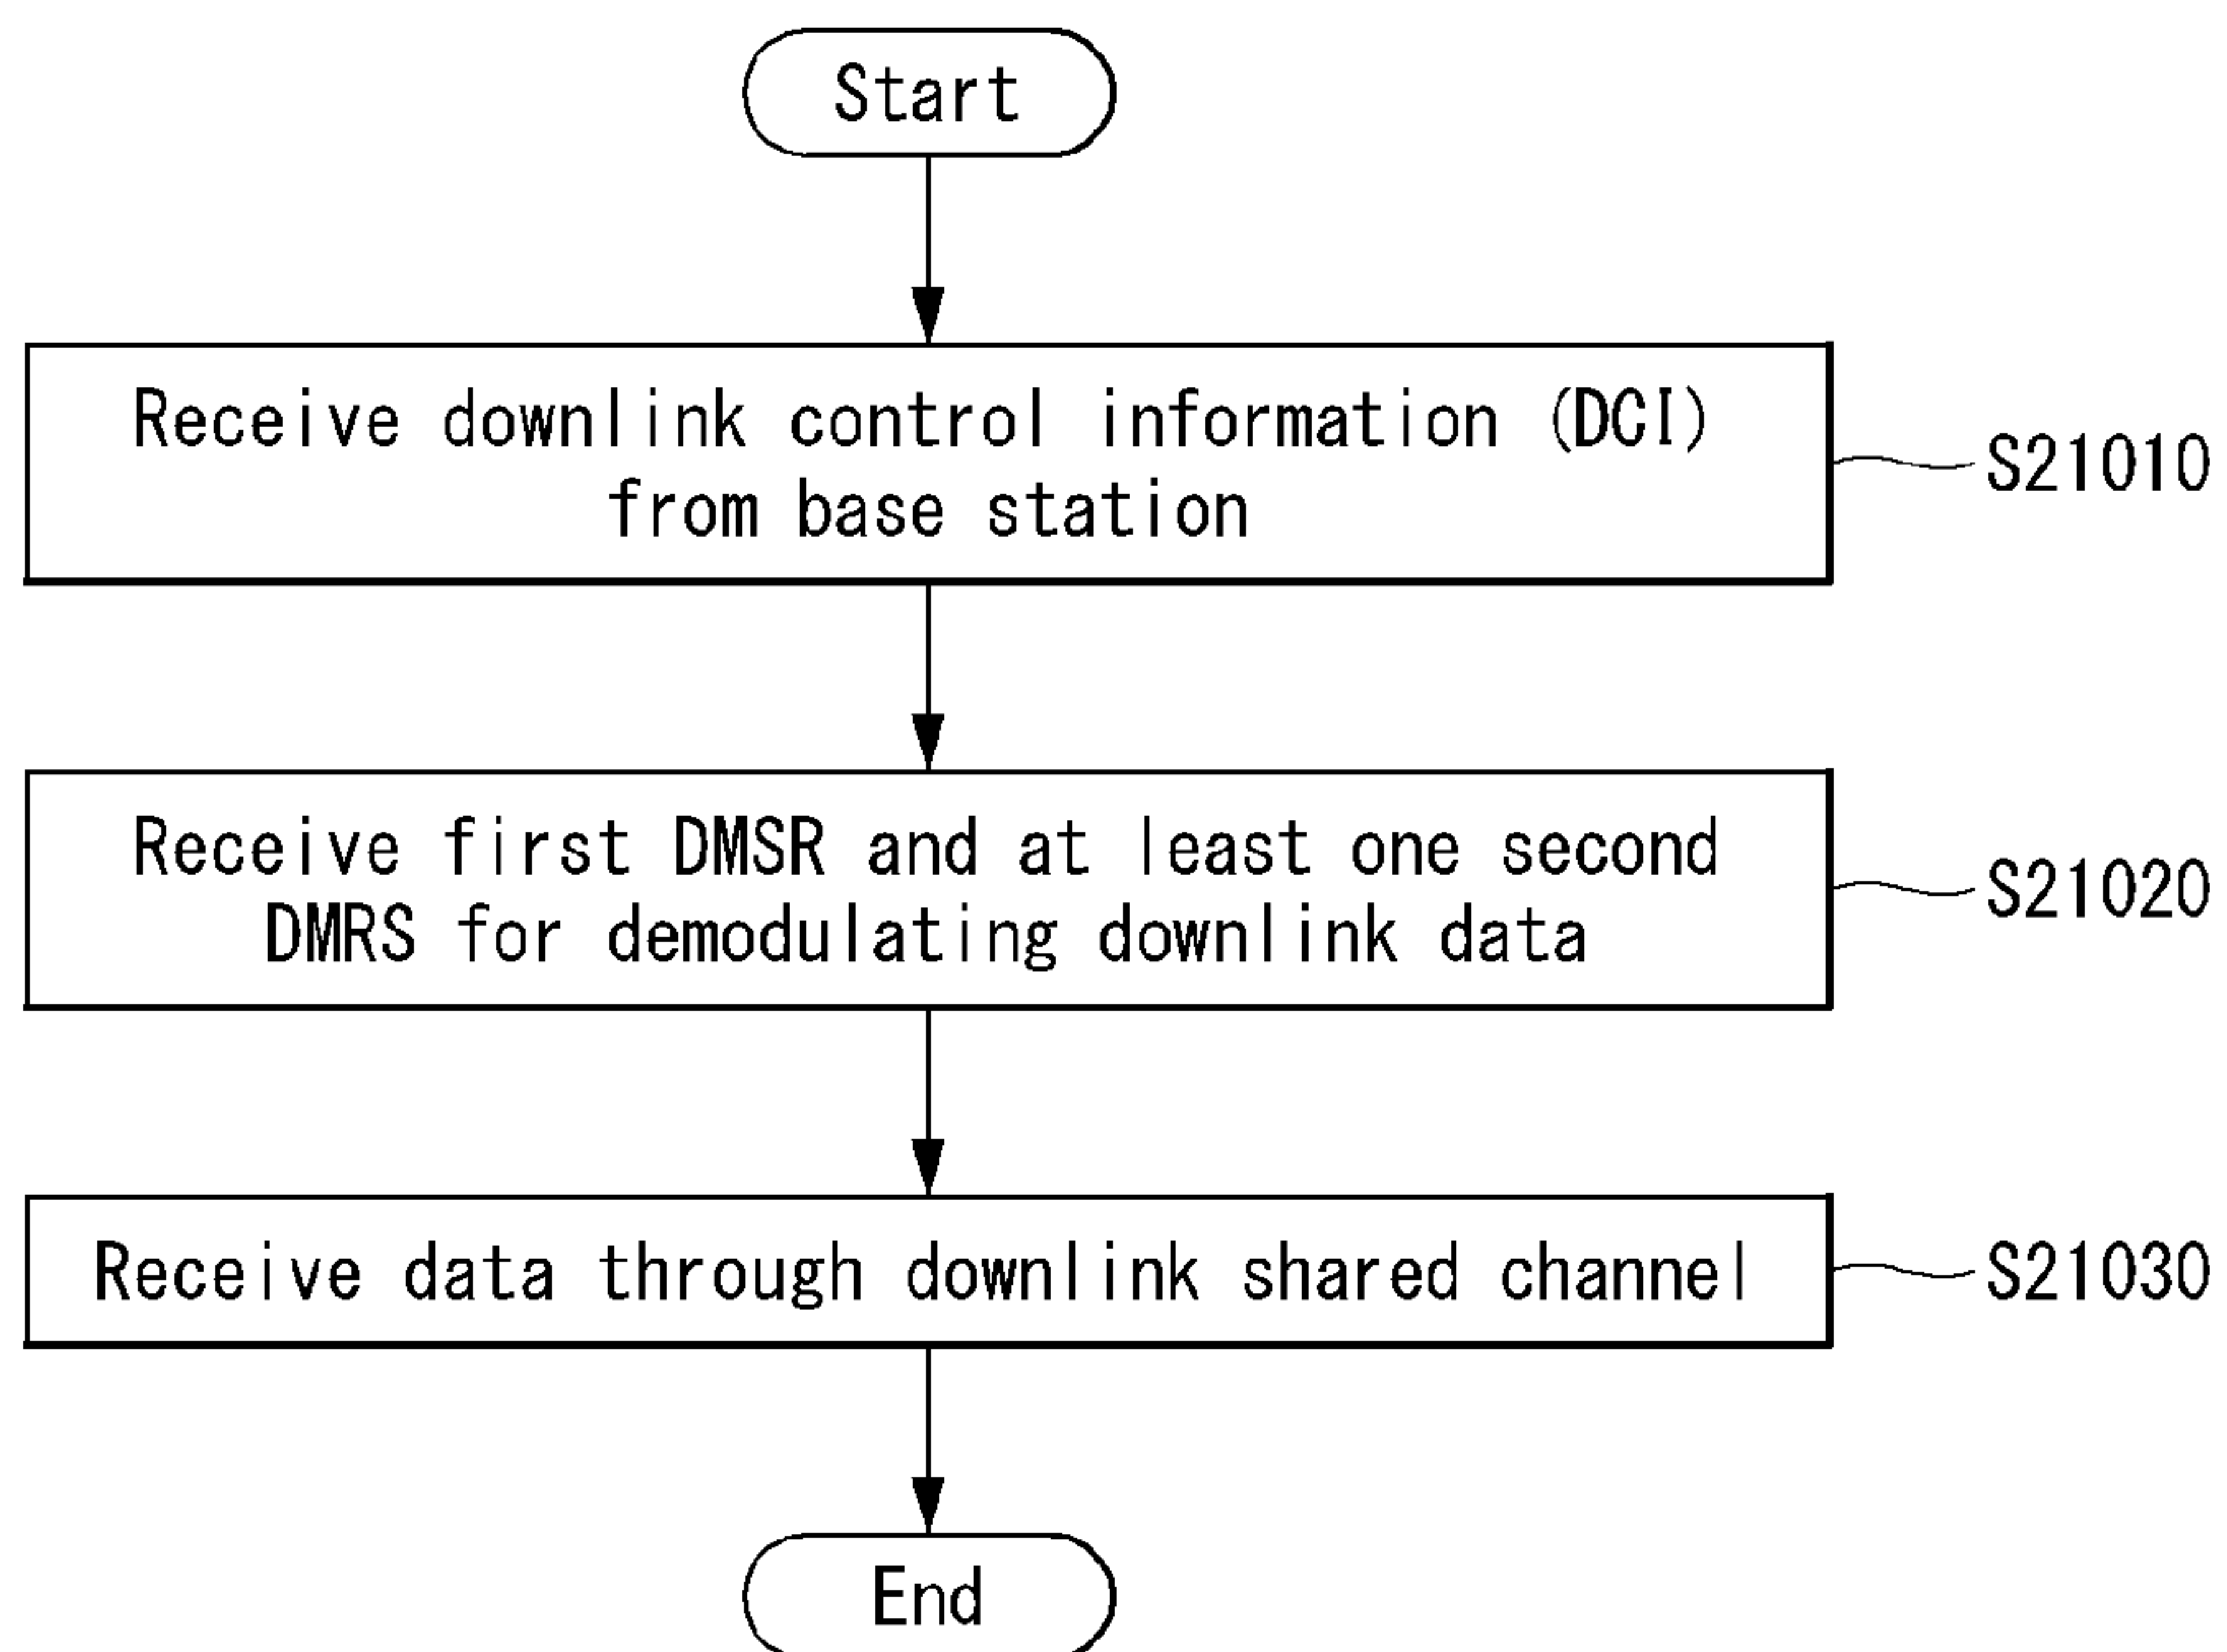 Start
Receive downlink control information (DCI)
from base station
S21010
Receive first DMSR and at least one second
DMRS for demodulating downlink data
S21020
Receive data through downlink shared channel
S21030
End